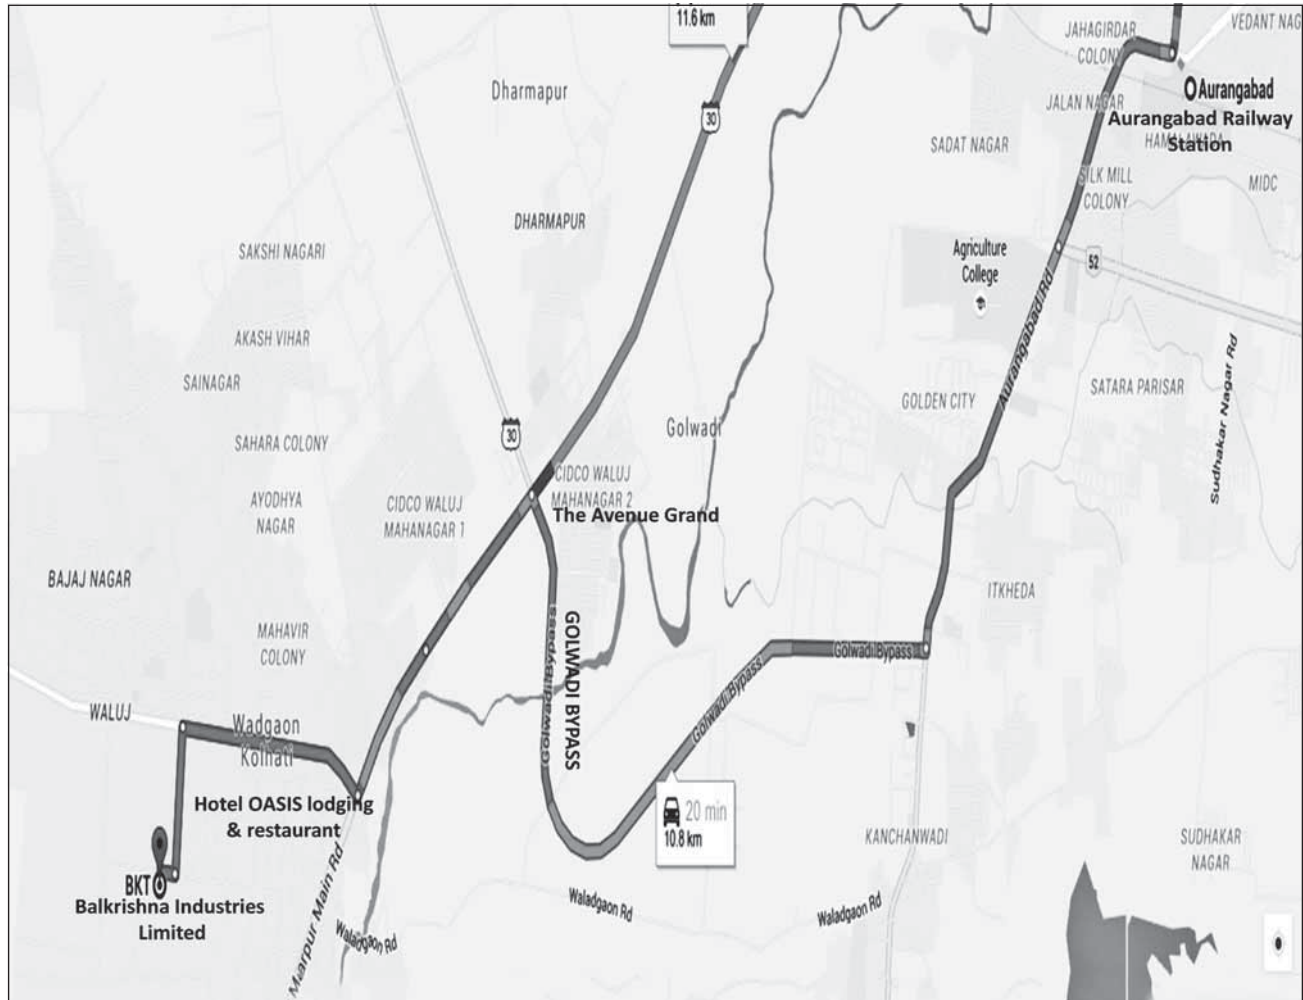 11.6 km
JAHAGIRDAR
COLONY
VEDANT NAG
Dharmapur
30
JALAN NAGAR
Aurangabad
Aurangabad Railway
Station
SADAT NAGAR
SILK MILL
COLONY
MIDC
DHARMAPUR
SAKSHI NAGARI
Agriculture
College
52
AKASH VIHAR
SAINAGAR
Aurangabad Rd
SATARA PARISAR
Sudhakar Nagar Rd
GOLDEN CITY
Golwadi
30
SAHARA COLONY
CIDCO WALUJ
MAHANAGAR 2
AYODHYA
NAGAR
CIDCO WALUJ
MAHANAGAR 1
The Avenue Grand
BAJAJ NAGAR
ITKHEDA
MAHAVIR
COLONY
GOLWADI BYPASS
Golwadi Bypass
Golwadi Bypass
Golwadi Bypass
WALUJ
Wadgaon
Kolhati
Hotel OASIS lodging
& restaurant
20 min
10.8 km
KANCHANWADI
SUDHAKAR
NAGAR
BKT
Balkrishna Industries
Limited
Waladgaon Rd
Waladgaon Rd
Waladgaon Rd
Main Rd